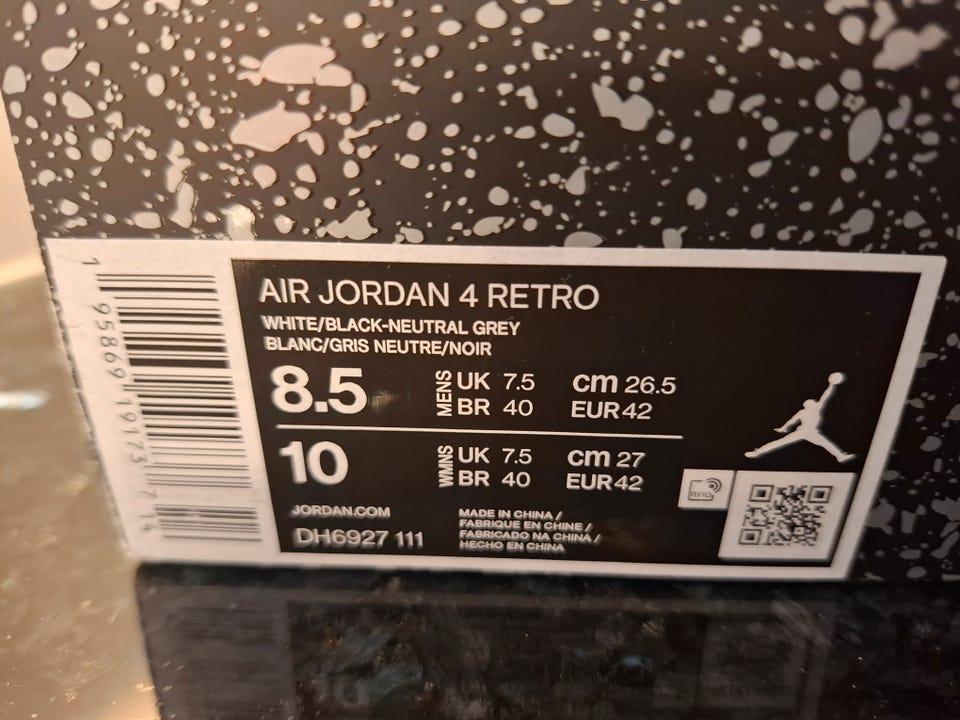 AIR JORDAN 4 RETRO
WHITE/BLACK-NEUTRAL GREY
BLANC/GRIS NEUTRE/NOIR
8.5 MENS UK 7.5 cm 26.5
BR 40 EUR 42
10 WMNS UK 7.5 cm 27
BR 40 EUR 42
JORDAN.COM
DH6927 111
MADE IN CHINA /
FABRIQUE EN CHINE /
FABRICADO NA CHINA /
HECHO EN CHINA
RFID
1 95869 19173 7 14